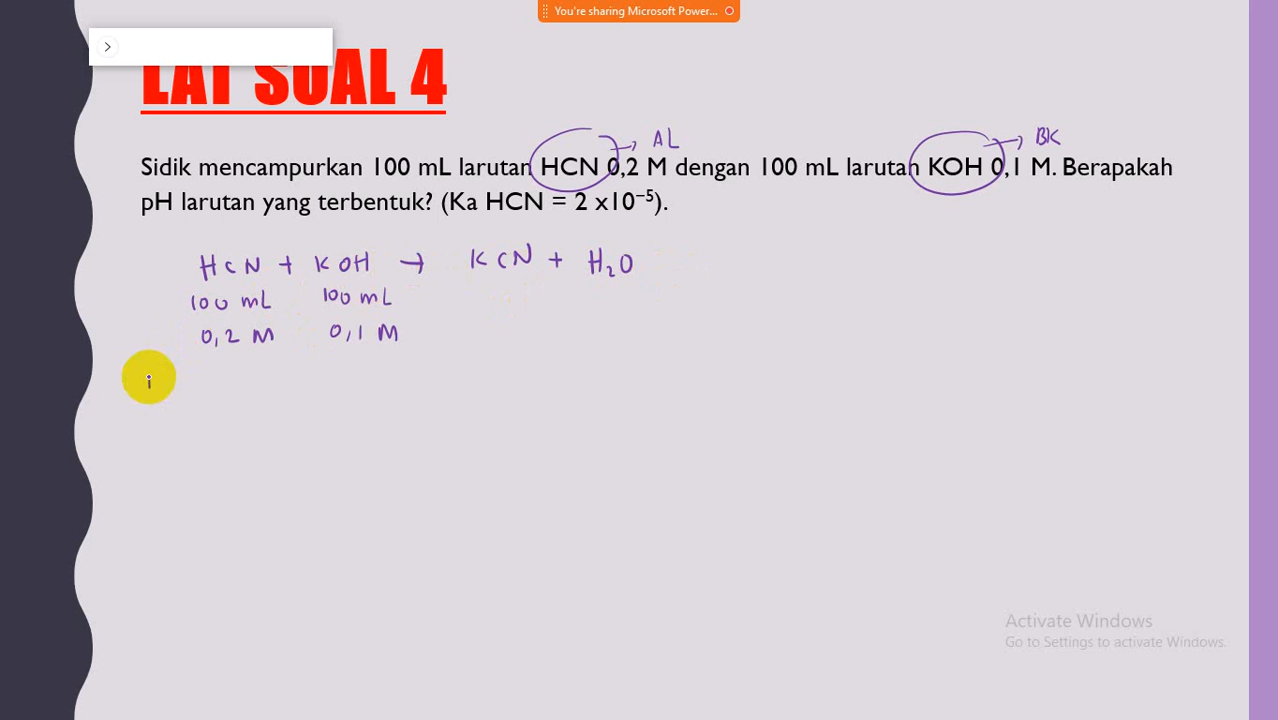 You're sharing Microsoft Power...
LAT SOAL 4
AL
BK
Sidik mencampurkan 100 mL larutan HCN 0,2 M dengan 100 mL larutan KOH 0,1 M. Berapakah
pH larutan yang terbentuk? (Ka HCN = 2 x10⁻⁵).
HCN + KOH → KCN + H₂O
100 mL 100 mL
0,2 M 0,1 M
Activate Windows
Go to Settings to activate Windows.